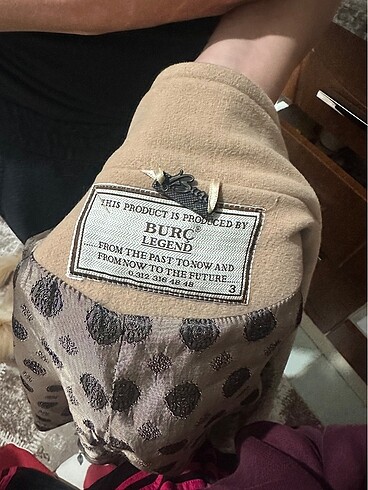 THIS PRODUCT IS PRODUCED BY
BURC®
LEGEND
......FROM THE PAST TO NOW AND
FROM NOW TO THE FUTURE......
0.312 316 48 48
3